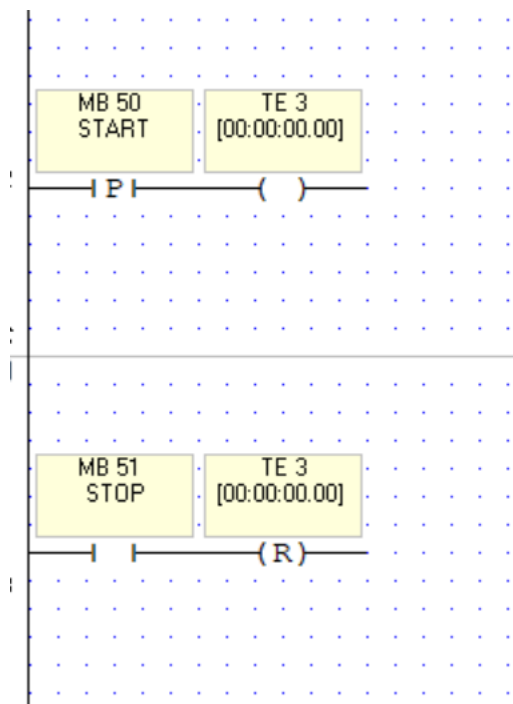 MB 50
START
TE 3
[00:00:00.00]
P
( )
MB 51
STOP
TE 3
[00:00:00.00]
(R)